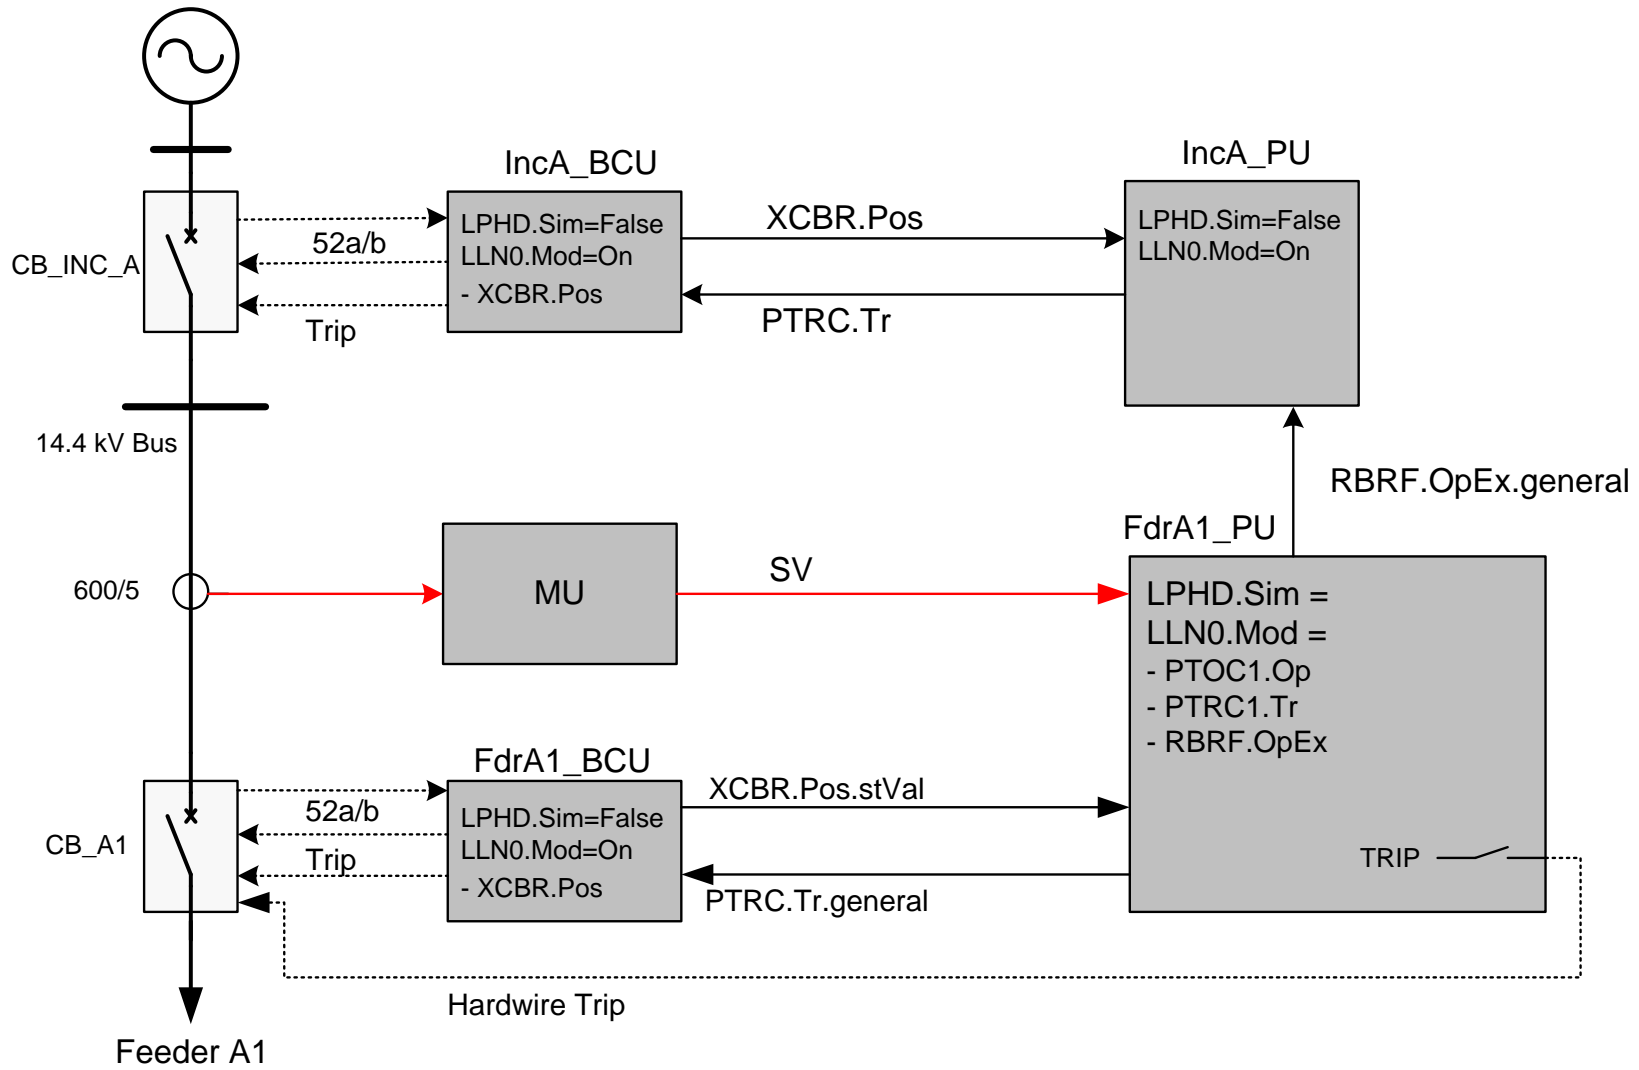 IncA_BCU
IncA_PU
LPHD.Sim=False
LLN0.Mod=On
- XCBR.Pos
XCBR.Pos
LPHD.Sim=False
LLN0.Mod=On
52a/b
CB_INC_A
Trip
PTRC.Tr
14.4 kV Bus
RBRF.OpEx.general
FdrA1_PU
600/5
MU
SV
LPHD.Sim =
LLN0.Mod =
- PTOC1.Op
- PTRC1.Tr
- RBRF.OpEx
FdrA1_BCU
XCBR.Pos.stVal
52a/b
LPHD.Sim=False
LLN0.Mod=On
- XCBR.Pos
CB_A1
Trip
TRIP
PTRC.Tr.general
Hardwire Trip
Feeder A1